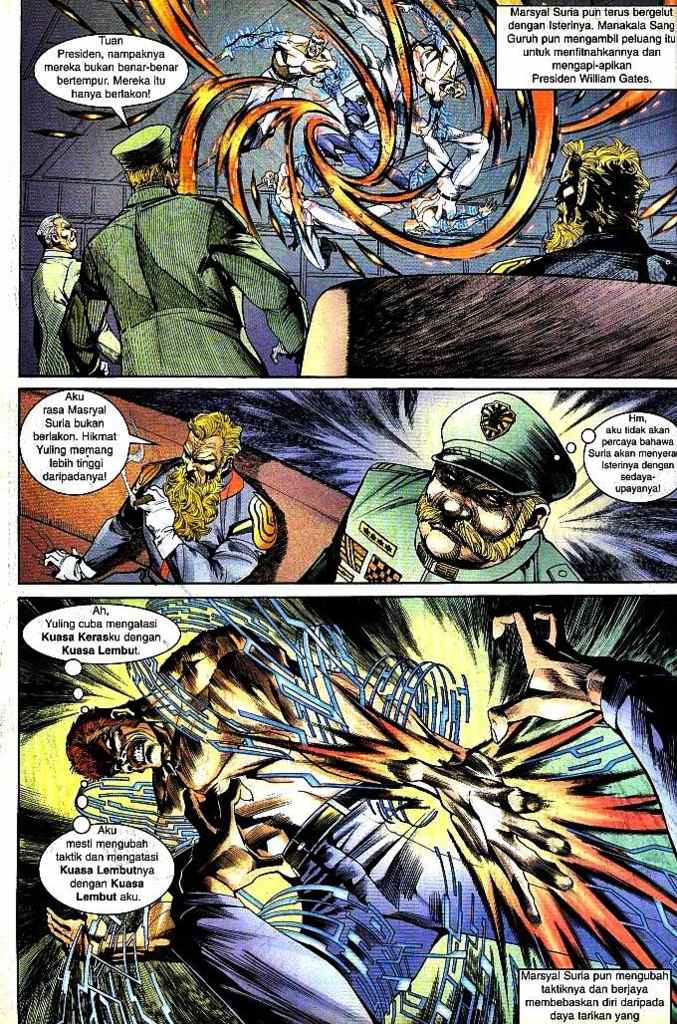 Tuan
Presiden, nampaknya
mereka bukan benar-benar
bertempur. Mereka itu
hanya berlakon!
Marsyal Suria pun terus bergelut
dengan Isterinya. Manakala Sang
Guruh pun mengambil peluang itu
untuk menfitnahkannya dan
mengapi-apikan
Presiden William Gates.
Aku
rasa Masryal
Suria bukan
berlakon. Hikmat
Yuling memang
lebih tinggi
daripadanya!
Hm,
aku tidak akan
percaya bahawa
Suria akan menyera
Isterinya dengan
sedaya-
upayanya!
Ah,
Yuling cuba mengatasi
Kuasa Kerasku dengan
Kuasa Lembut.
Aku
mesti mengubah
taktik dan mengatasi
Kuasa Lembutnya
dengan Kuasa
Lembut aku.
Marsyal Suria pun mengubah
taktiknya dan berjaya
membebaskan diri daripada
daya tarikan yang